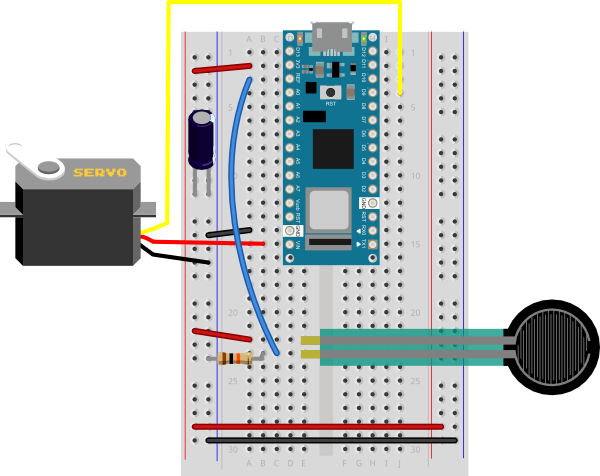 A B C D E I J
1 1
5 5
10 10
15 15
20 20
25 25
30 30
A B C D E F G H I J
SERVO
RST
D13 D12
3V3 D11
REF D10
A0 D9
A1 D8
A2 D7
A3 D6
A4 D5
A5 D4
A6 D3
A7 D2
Vusb GND
RST RST
GND RX0
VIN TX1